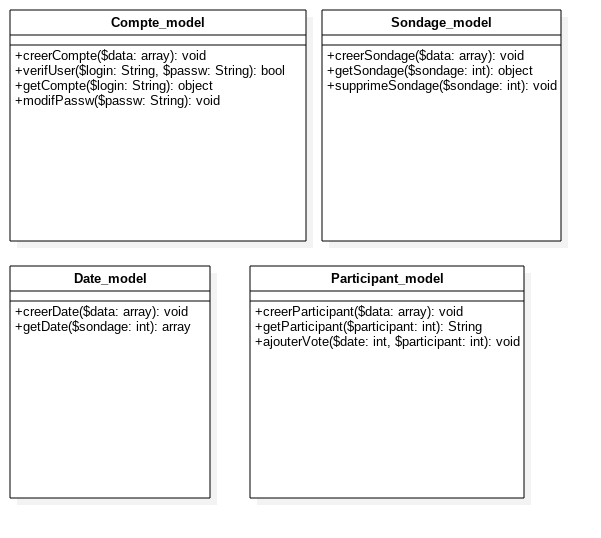 Compte_model
+creerCompte($data: array): void
+verifUser($login: String, $passw: String): bool
+getCompte($login: String): object
+modifPassw($passw: String): void
Sondage_model
+creerSondage($data: array): void
+getSondage($sondage: int): object
+supprimeSondage($sondage: int): void
Date_model
+creerDate($data: array): void
+getDate($sondage: int): array
Participant_model
+creerParticipant($data: array): void
+getParticipant($participant: int): String
+ajouterVote($date: int, $participant: int): void